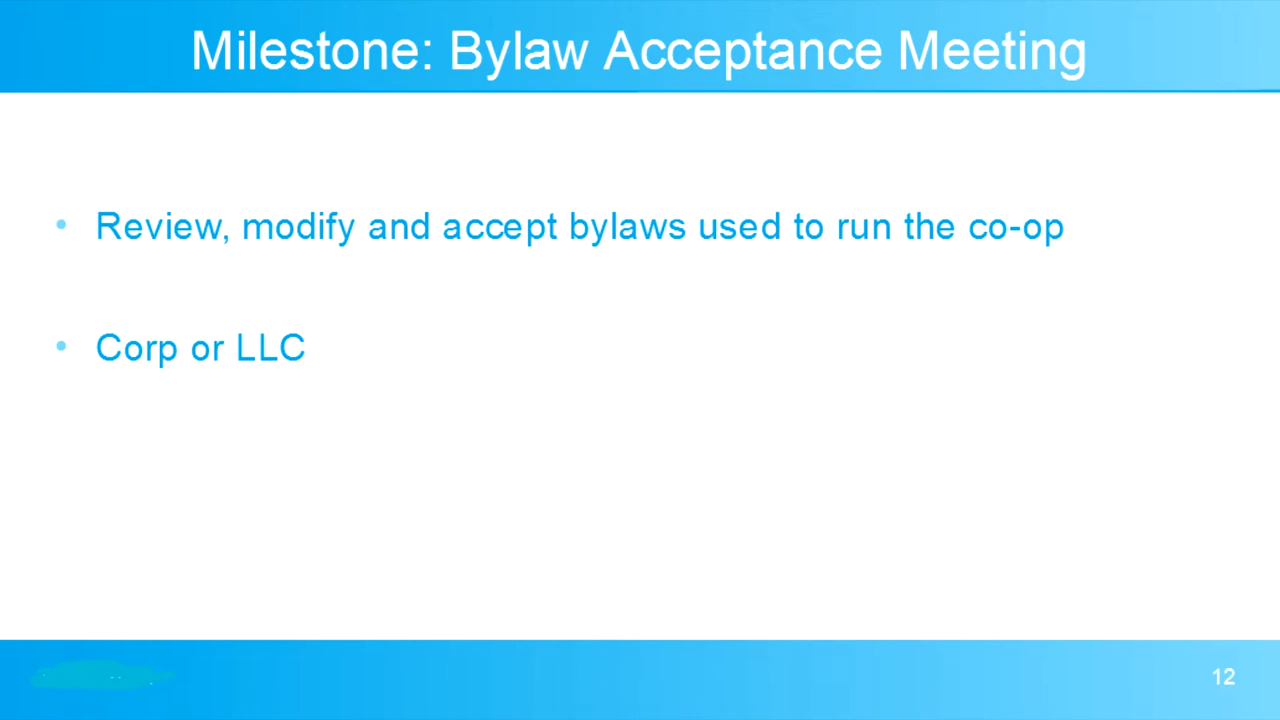 Milestone: Bylaw Acceptance Meeting
• Review, modify and accept bylaws used to run the co-op
• Corp or LLC
12